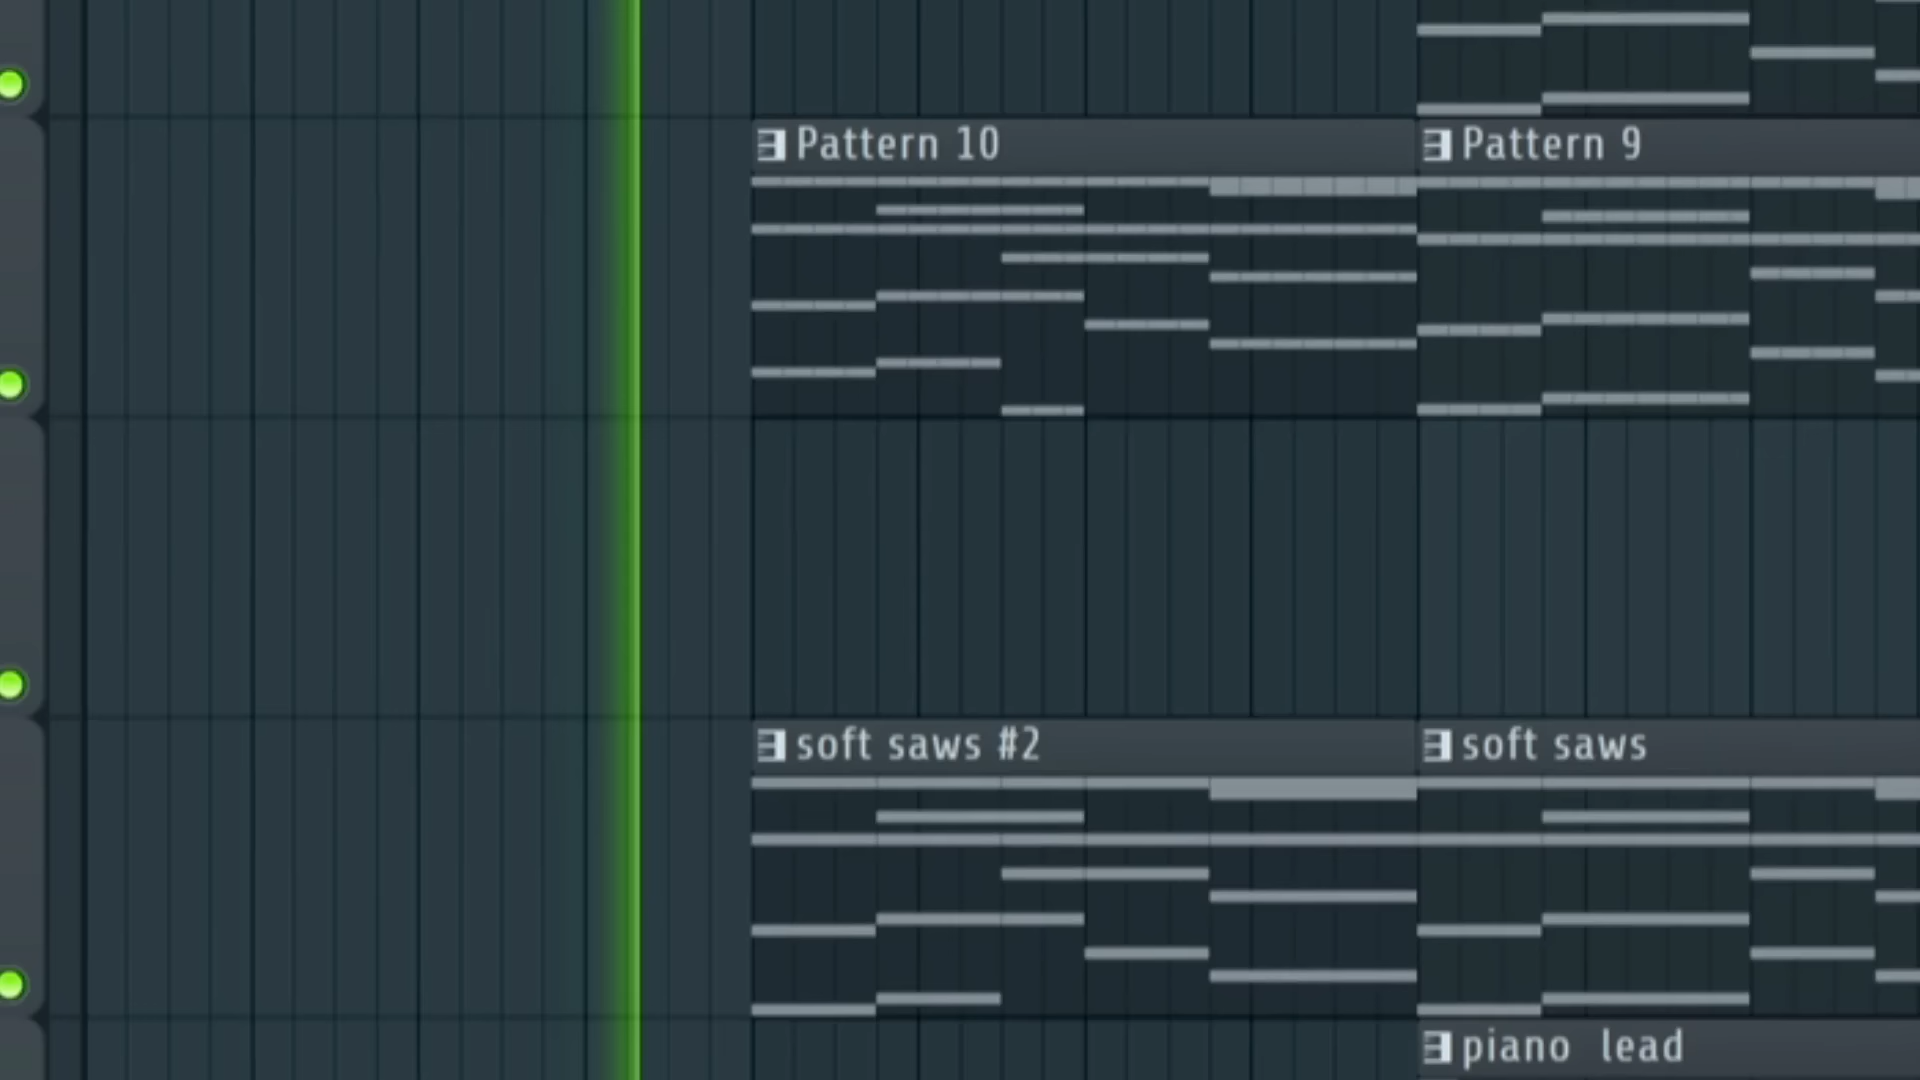 Pattern 10
Pattern 9
soft saws #2
soft saws
piano lead